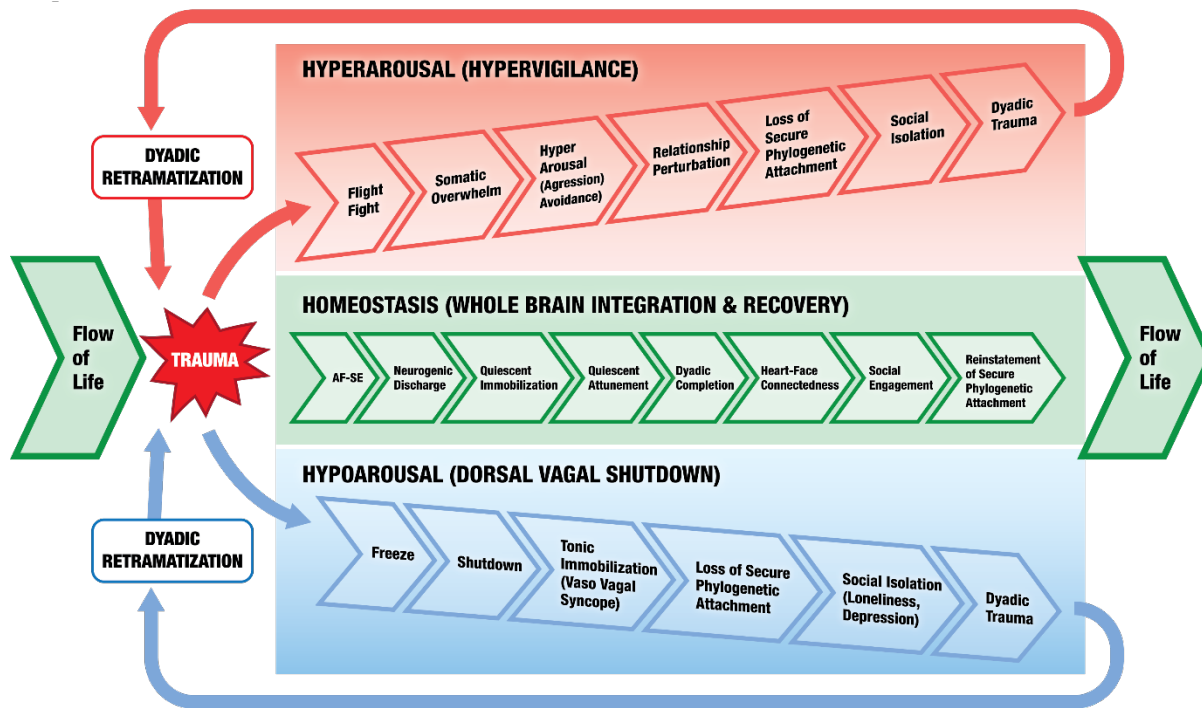 HYPERAROUSAL (HYPERVIGILANCE)
Flight
Fight
Somatic
Overwhelm
Hyper
Arousal
(Agression)
Avoidance)
Relationship
Perturbation
Loss of
Secure
Phylogenetic
Attachment
Social
Isolation
Dyadic
Trauma
DYADIC
RETRAMATIZATION
Flow
of
Life
TRAUMA
HOMEOSTASIS (WHOLE BRAIN INTEGRATION & RECOVERY)
AF-SE
Neurogenic
Discharge
Quiescent
Immobilization
Quiescent
Attunement
Dyadic
Completion
Heart-Face
Connectedness
Social
Engagement
Reinstatement
of Secure
Phylogenetic
Attachment
Flow
of
Life
DYADIC
RETRAMATIZATION
HYPOAROUSAL (DORSAL VAGAL SHUTDOWN)
Freeze
Shutdown
Tonic
Immobilization
(Vaso Vagal
Syncope)
Loss of Secure
Phylogenetic
Attachment
Social Isolation
(Loneliness,
Depression)
Dyadic
Trauma